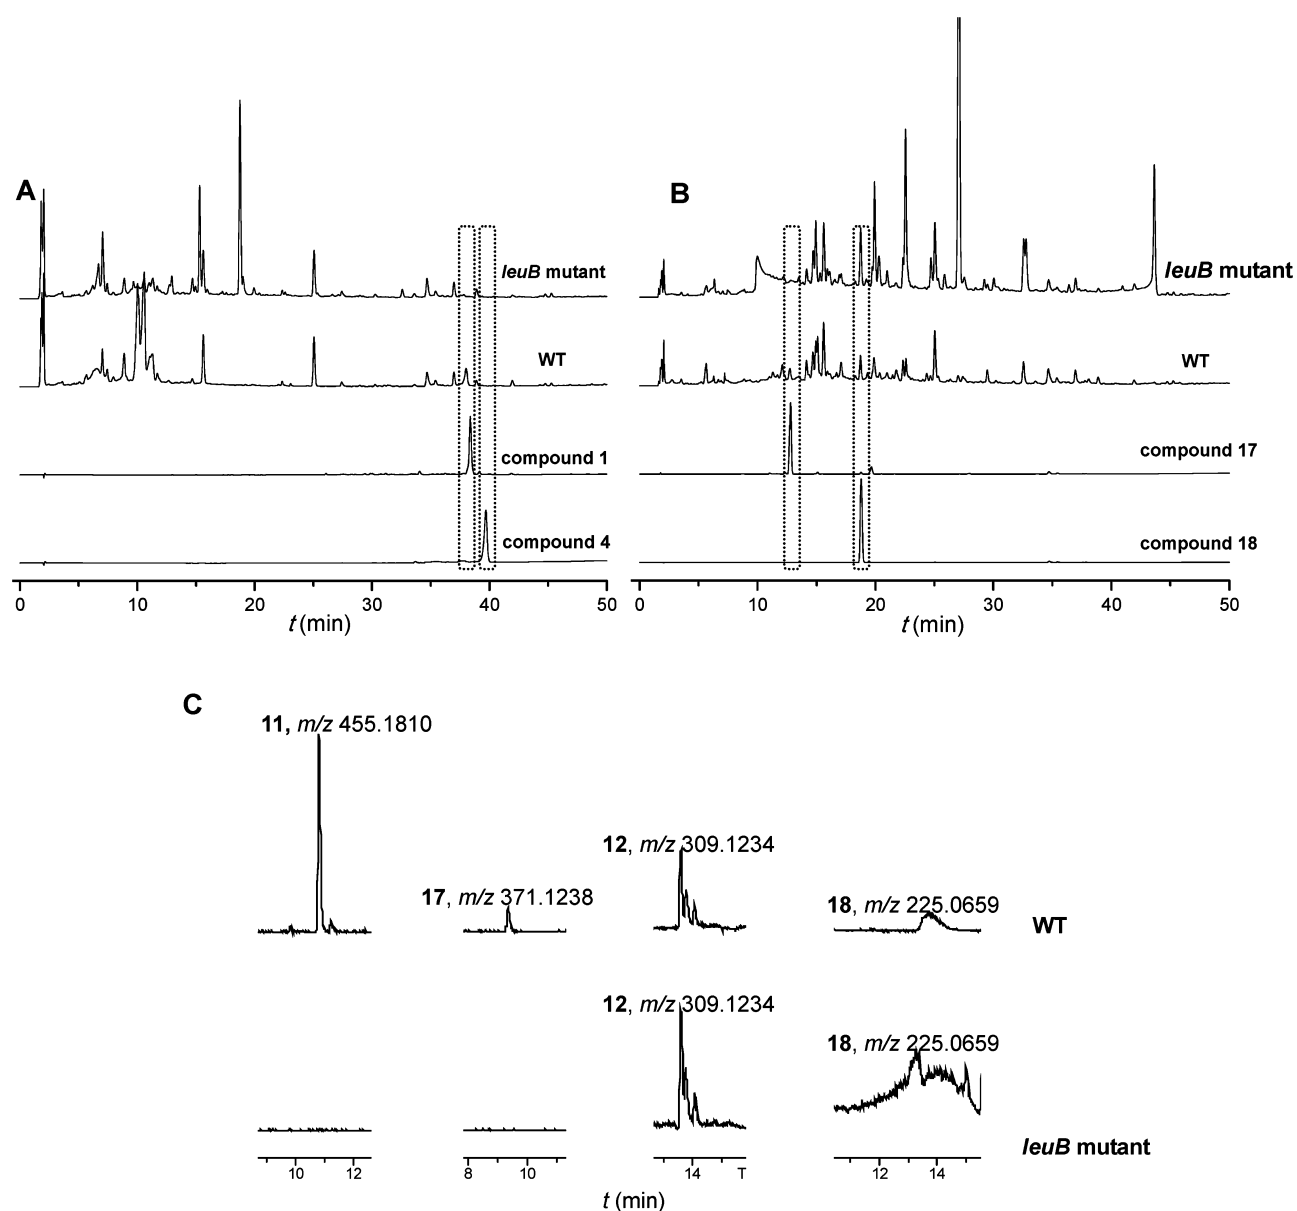 A
leuB mutant
WT
compound 1
compound 4
0 10 20 30 40 50
t (min)
B
leuB mutant
WT
compound 17
compound 18
0 10 20 30 40 50
t (min)
C
11, m/z 455.1810
17, m/z 371.1238
12, m/z 309.1234
18, m/z 225.0659
WT
12, m/z 309.1234
18, m/z 225.0659
leuB mutant
10 12 8 10 14 T 12 14
t (min)